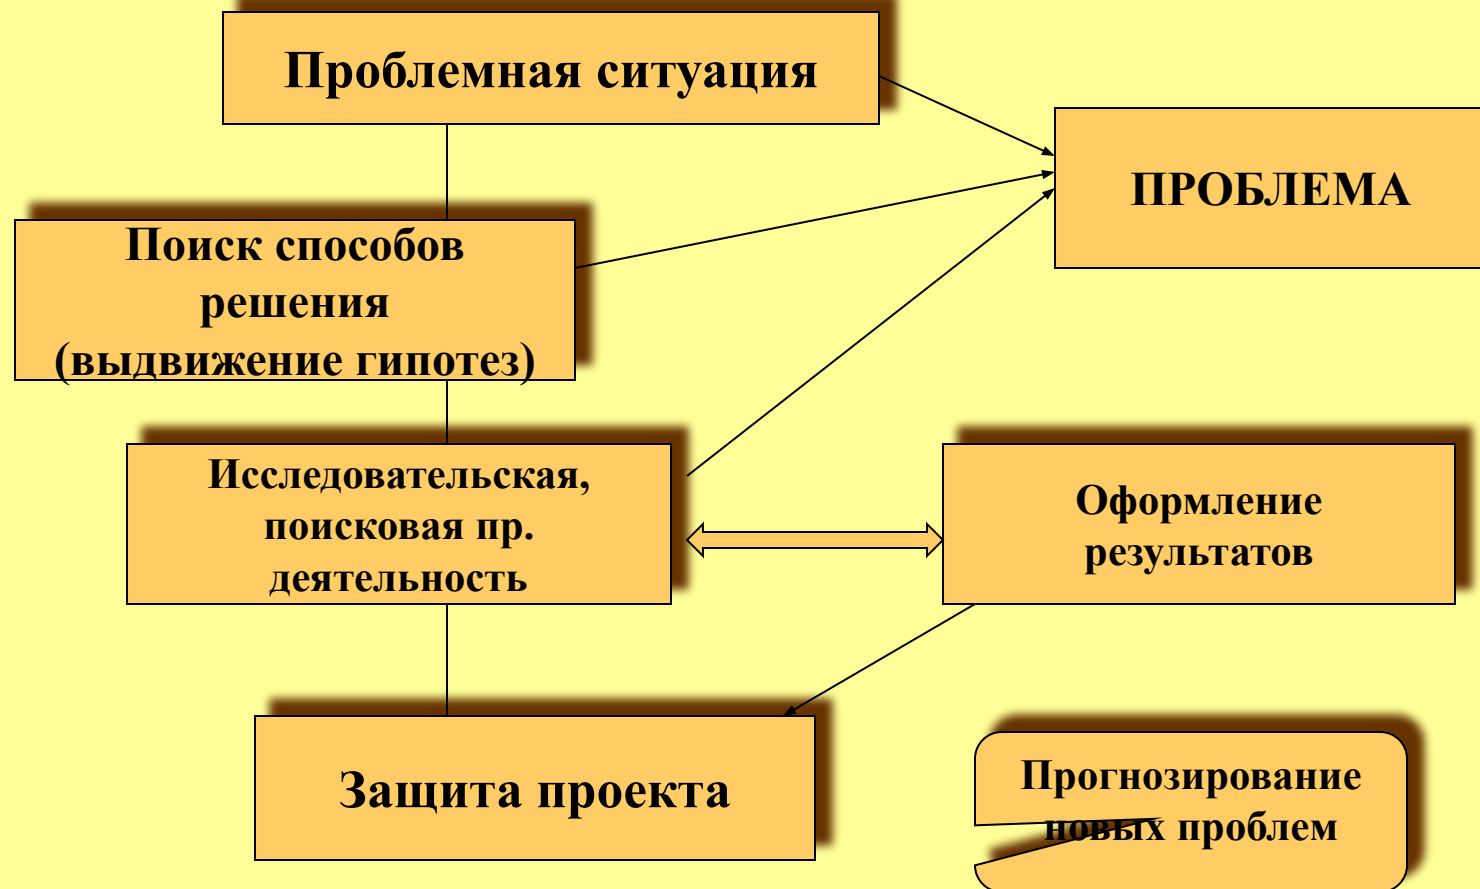 Проблемная ситуация
ПРОБЛЕМА
Поиск способов
решения
(выдвижение гипотез)
Исследовательская,
поисковая пр.
деятельность
Оформление
результатов
Защита проекта
Прогнозирование
новых проблем